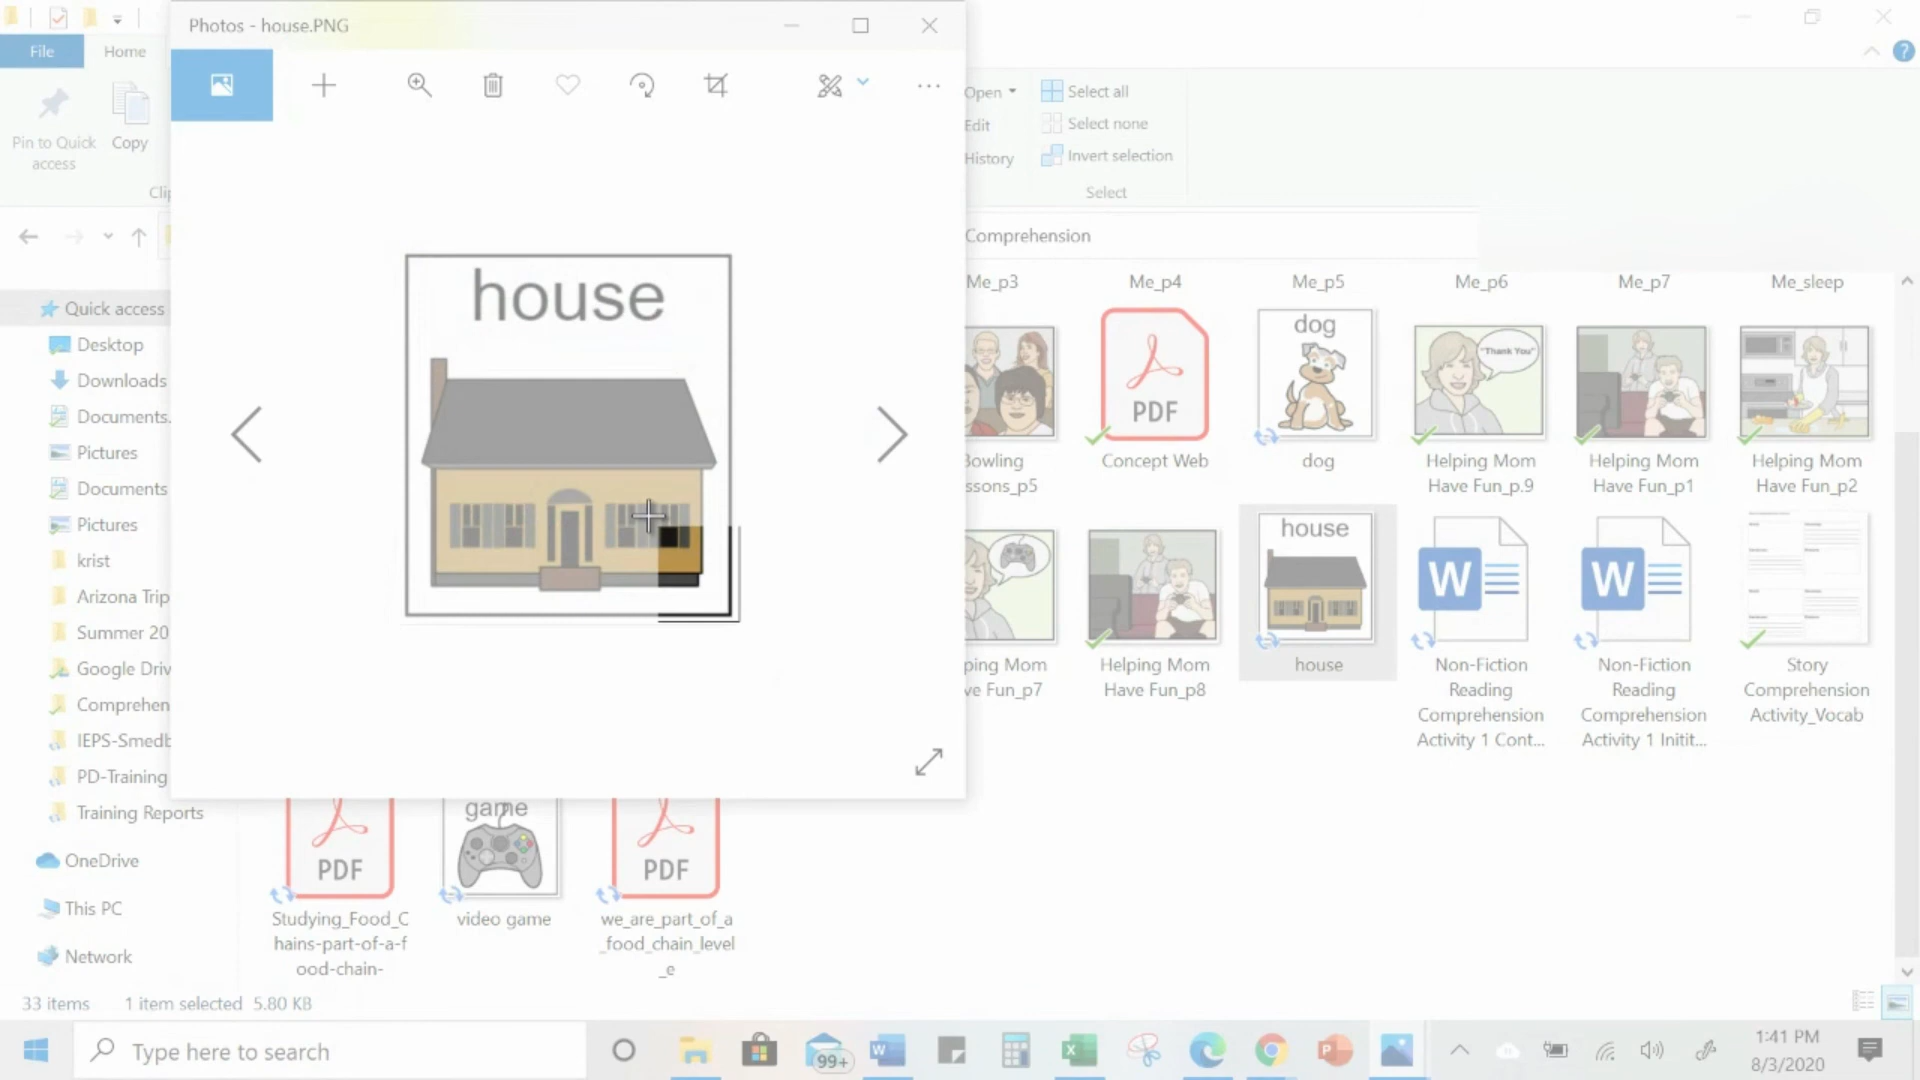 Photos - house.PNG
File
Home
Pin to Quick
access
Copy
Open
Edit
History
Select all
Select none
Invert selection
Select
Comprehension
house
Quick access
Desktop
Downloads
Documents
Pictures
Documents
Pictures
krist
Arizona Trip
Summer 20
Google Driv
Comprehen
IEPS-Smedb
PD-Training
Training Reports
OneDrive
This PC
Network
Me_p3
Me_p4
Me_p5
Me_p6
Me_p7
Me_sleep
PDF
dog
"Thank You"
Bowling
ssons_p5
Concept Web
dog
Helping Mom
Have Fun_p.9
Helping Mom
Have Fun_p1
Helping Mom
Have Fun_p2
house
W
W
ping Mom
ve Fun_p7
Helping Mom
Have Fun_p8
house
Non-Fiction
Reading
Comprehension
Activity 1 Cont...
Non-Fiction
Reading
Comprehension
Activity 1 Initit...
Story
Comprehension
Activity_Vocab
PDF
game
PDF
Studying_Food_C
hains-part-of-a-f
ood-chain-
video game
we_are_part_of_a
_food_chain_level
_e
33 items
1 item selected 5.80 KB
Type here to search
99+
1:41 PM
8/3/2020